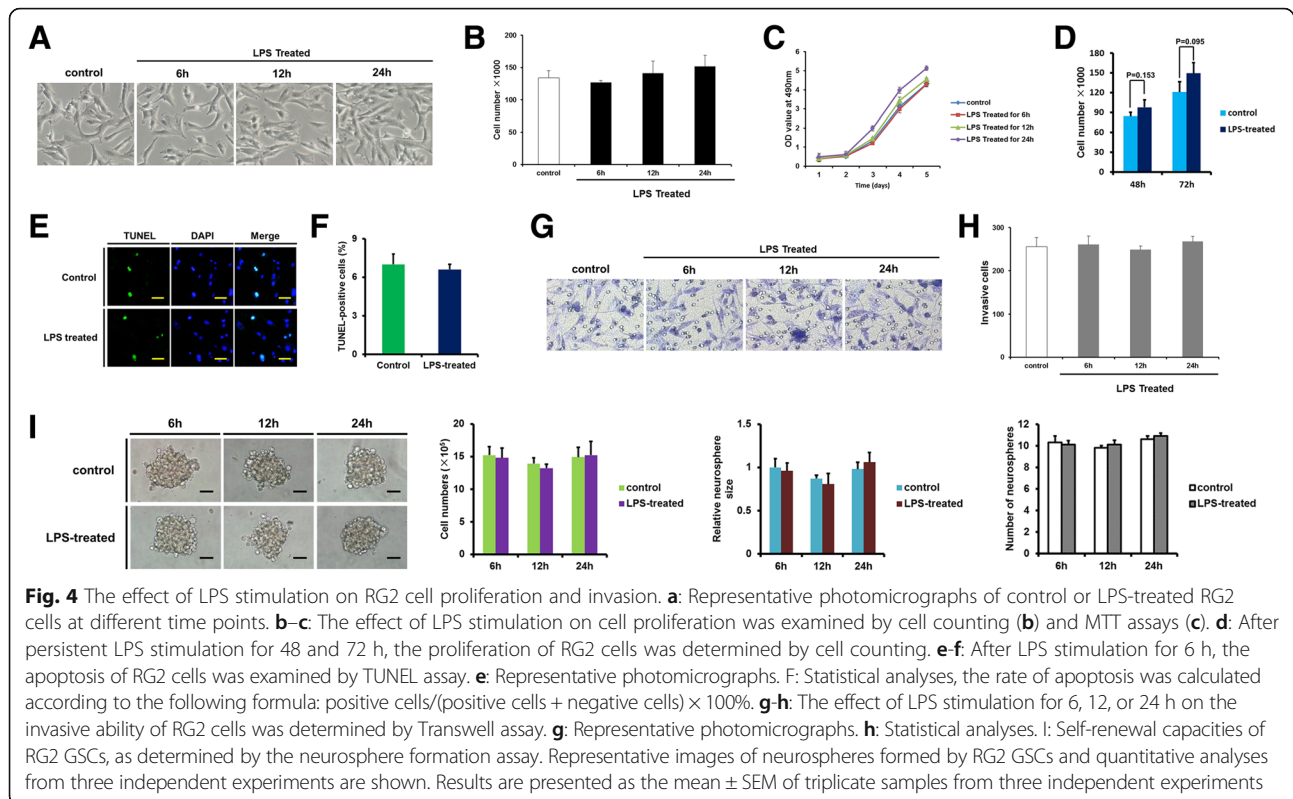 A
LPS Treated
control
6h
12h
24h
B
Cell number ×1000
200
150
100
50
0
control
6h
12h
24h
LPS Treated
C
OD value at 490nm
6
5
4
3
2
1
0
1
2
3
4
5
Time (days)
control
LPS Treated for 6h
LPS Treated for 12h
LPS Treated for 24h
D
Cell number ×1000
180
150
120
90
60
30
0
P=0.153
P=0.095
48h
72h
control
LPS-treated
E
TUNEL
DAPI
Merge
Control
LPS treated
F
TUNEL-positive cells (%)
9
6
3
0
Control
LPS-treated
G
LPS Treated
control
6h
12h
24h
H
Invasive cells
300
200
100
0
control
6h
12h
24h
LPS Treated
I
6h
12h
24h
control
LPS-treated
Cell numbers (×10⁵)
20
15
10
5
0
6h
12h
24h
control
LPS-treated
Relative neurosphere
size
1.5
1
0.5
0
6h
12h
24h
control
LPS-treated
Number of neurospheres
12
10
8
6
4
2
0
6h
12h
24h
control
LPS-treated
Fig. 4 The effect of LPS stimulation on RG2 cell proliferation and invasion. a: Representative photomicrographs of control or LPS-treated RG2
cells at different time points. b–c: The effect of LPS stimulation on cell proliferation was examined by cell counting (b) and MTT assays (c). d: After
persistent LPS stimulation for 48 and 72 h, the proliferation of RG2 cells was determined by cell counting. e-f: After LPS stimulation for 6 h, the
apoptosis of RG2 cells was examined by TUNEL assay. e: Representative photomicrographs. F: Statistical analyses, the rate of apoptosis was calculated
according to the following formula: positive cells/(positive cells + negative cells) × 100%. g-h: The effect of LPS stimulation for 6, 12, or 24 h on the
invasive ability of RG2 cells was determined by Transwell assay. g: Representative photomicrographs. h: Statistical analyses. I: Self-renewal capacities of
RG2 GSCs, as determined by the neurosphere formation assay. Representative images of neurospheres formed by RG2 GSCs and quantitative analyses
from three independent experiments are shown. Results are presented as the mean ± SEM of triplicate samples from three independent experiments